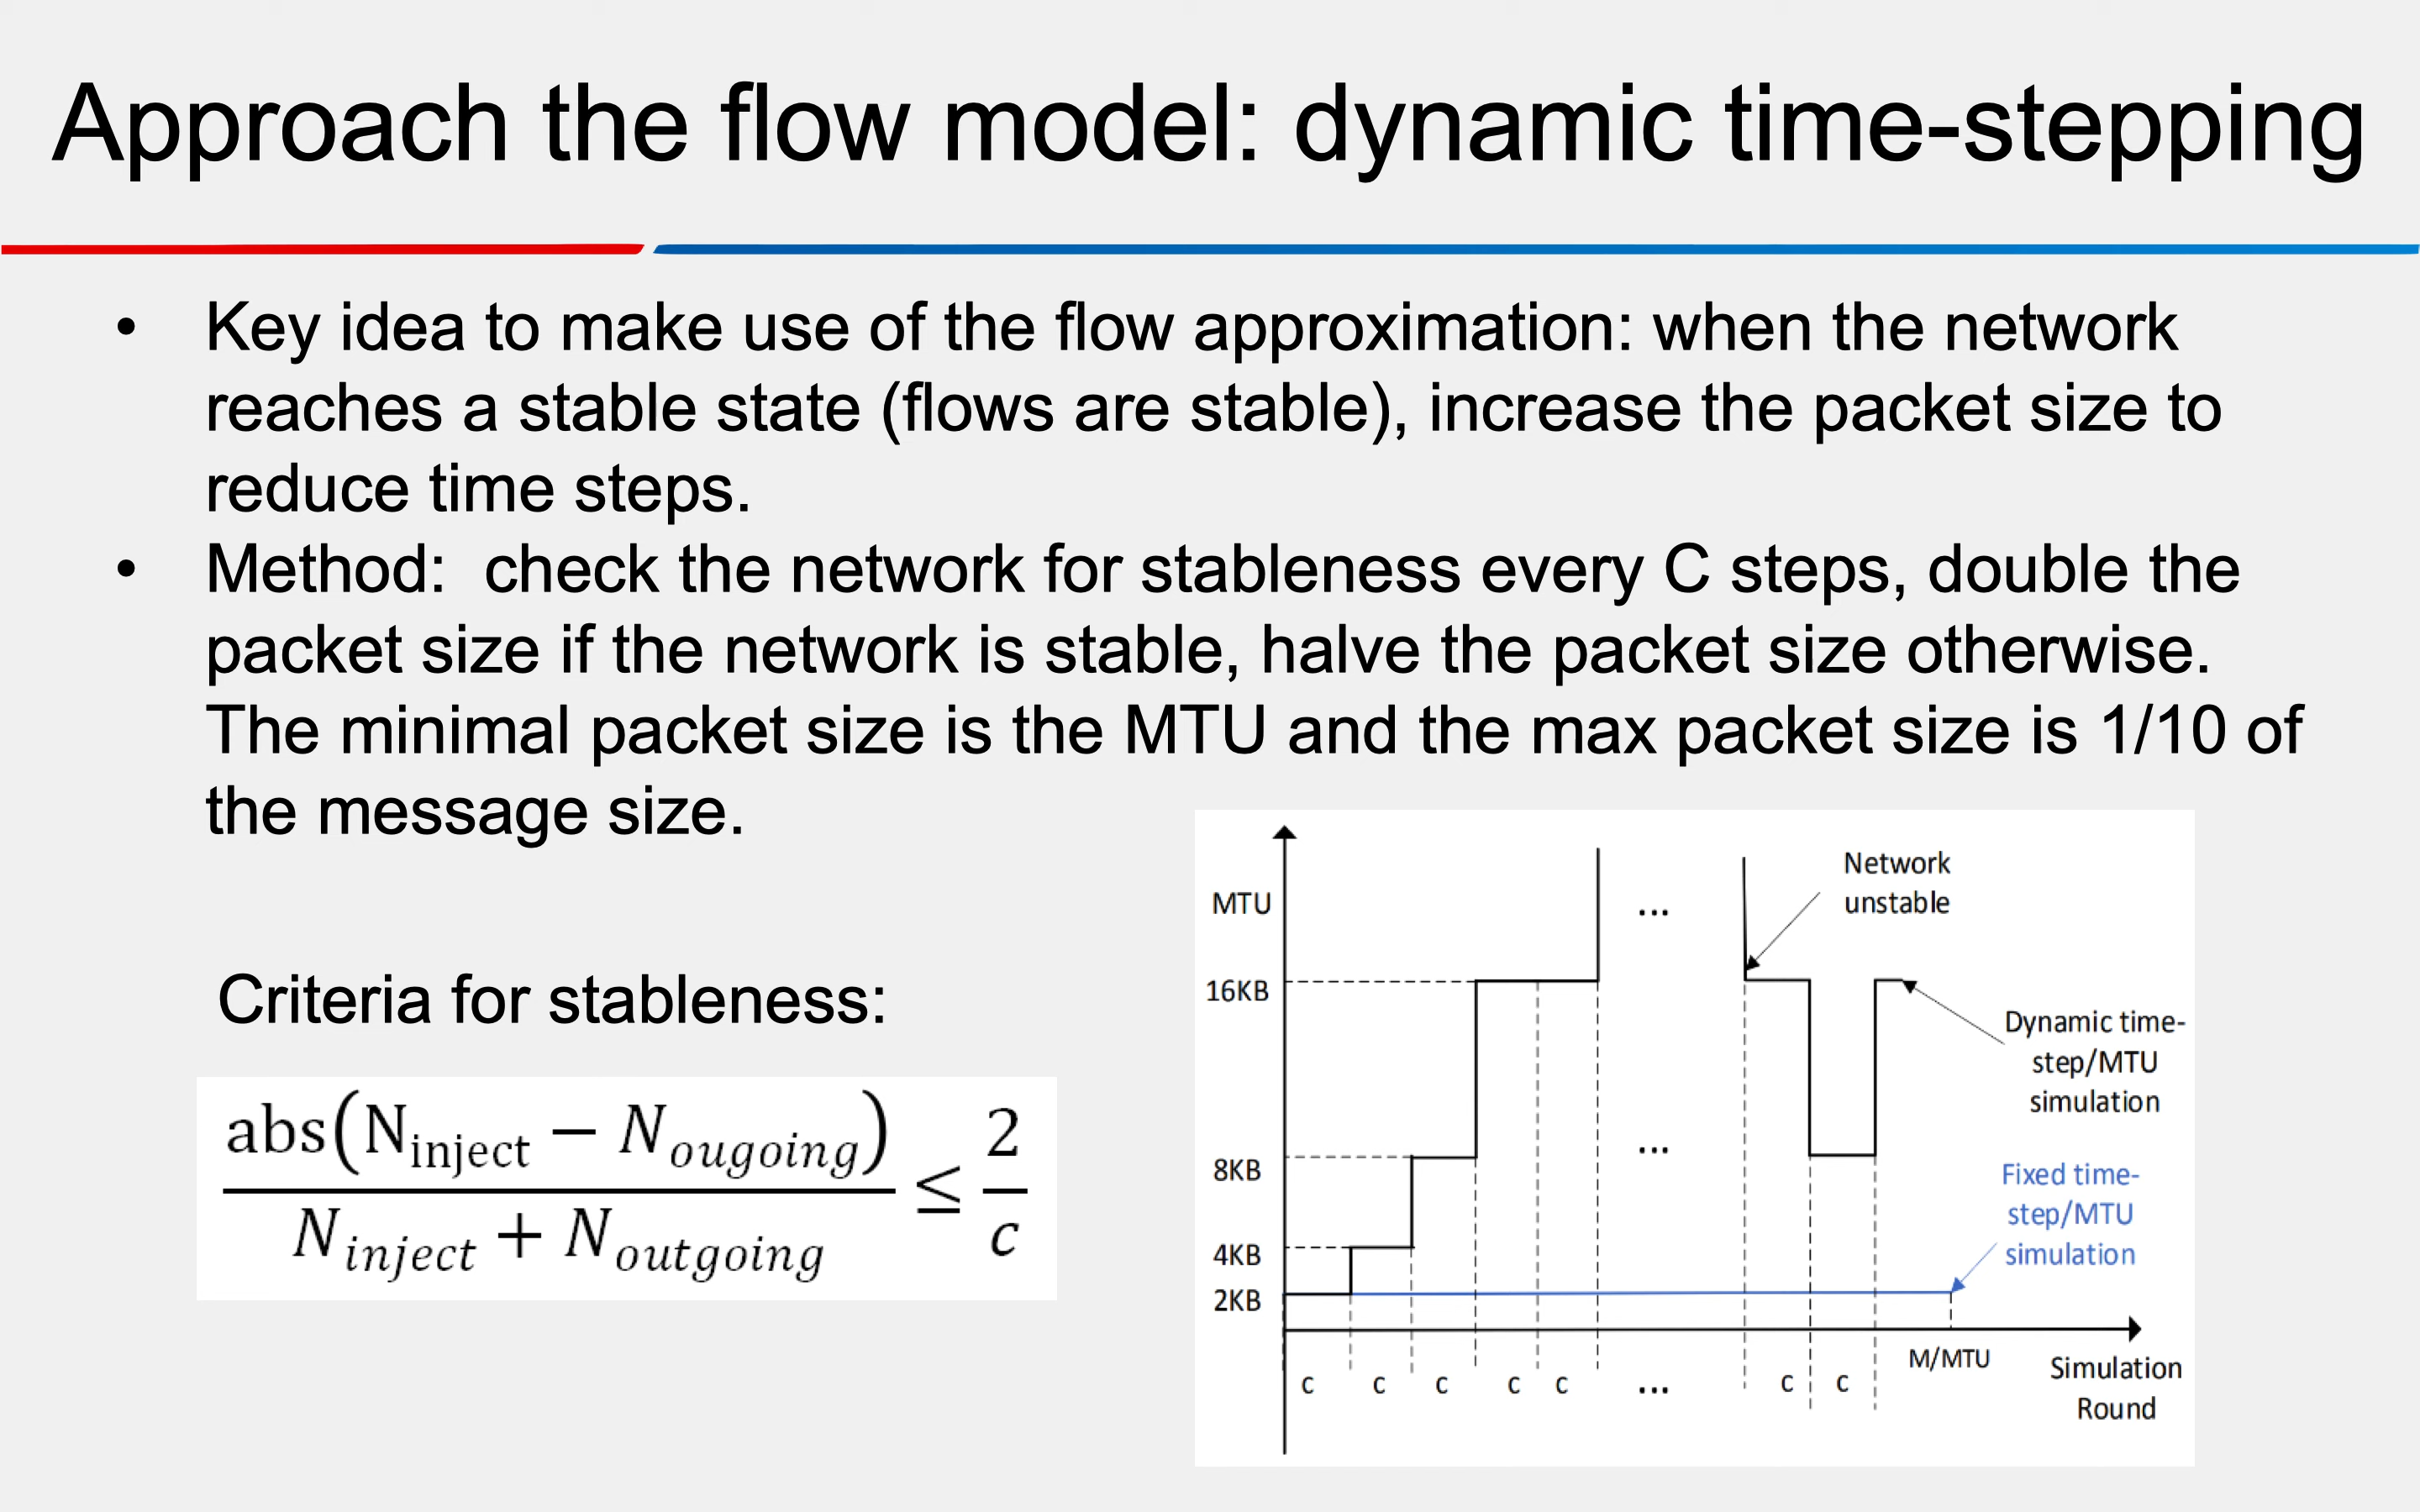 Approach the flow model: dynamic time-stepping
• Key idea to make use of the flow approximation: when the network
reaches a stable state (flows are stable), increase the packet size to
reduce time steps.
• Method:  check the network for stableness every C steps, double the
packet size if the network is stable, halve the packet size otherwise.
The minimal packet size is the MTU and the max packet size is 1/10 of
the message size.
Criteria for stableness:
abs(N_inject − N_ougoing)
N_inject + N_outgoing
≤
2
c
MTU
16KB
8KB
4KB
2KB
...
...
Network
unstable
Dynamic time-
step/MTU
simulation
Fixed time-
step/MTU
simulation
M/MTU
c c c c c ... c c
Simulation
Round